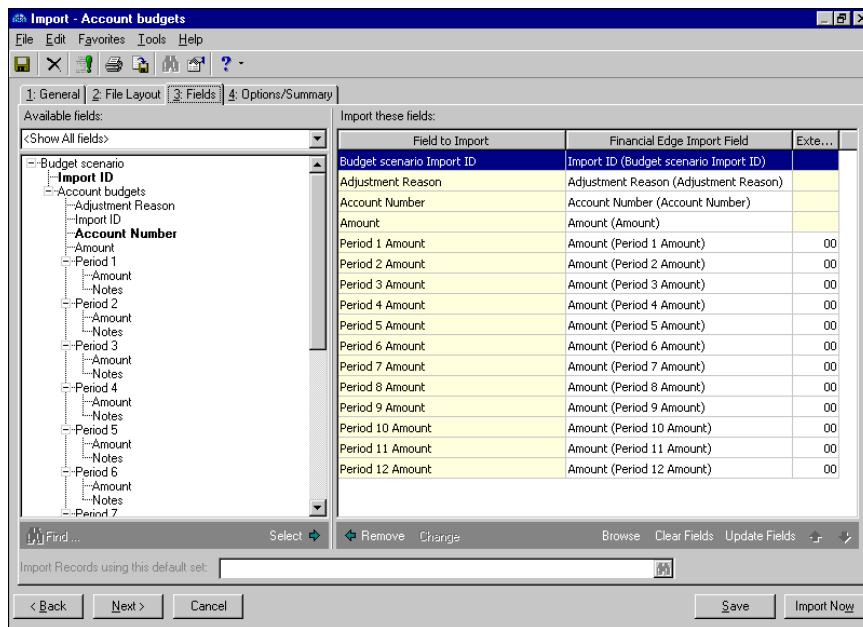 Import - Account budgets
File Edit Favorites Tools Help
?
1: General 2: File Layout 3: Fields 4: Options/Summary
Available fields:
<Show All fields>
Budget scenario
Import ID
Account budgets
Adjustment Reason
Import ID
Account Number
Amount
Period 1
Amount
Notes
Period 2
Amount
Notes
Period 3
Amount
Notes
Period 4
Amount
Notes
Period 5
Amount
Notes
Period 6
Amount
Notes
Period 7
Find ... Select
Import these fields:
Field to Import Financial Edge Import Field Exte...
Budget scenario Import ID Import ID (Budget scenario Import ID)
Adjustment Reason Adjustment Reason (Adjustment Reason)
Account Number Account Number (Account Number)
Amount Amount (Amount)
Period 1 Amount Amount (Period 1 Amount) 00
Period 2 Amount Amount (Period 2 Amount) 00
Period 3 Amount Amount (Period 3 Amount) 00
Period 4 Amount Amount (Period 4 Amount) 00
Period 5 Amount Amount (Period 5 Amount) 00
Period 6 Amount Amount (Period 6 Amount) 00
Period 7 Amount Amount (Period 7 Amount) 00
Period 8 Amount Amount (Period 8 Amount) 00
Period 9 Amount Amount (Period 9 Amount) 00
Period 10 Amount Amount (Period 10 Amount) 00
Period 11 Amount Amount (Period 11 Amount) 00
Period 12 Amount Amount (Period 12 Amount) 00
Remove Change Browse Clear Fields Update Fields
Import Records using this default set:
< Back Next > Cancel Save Import Now